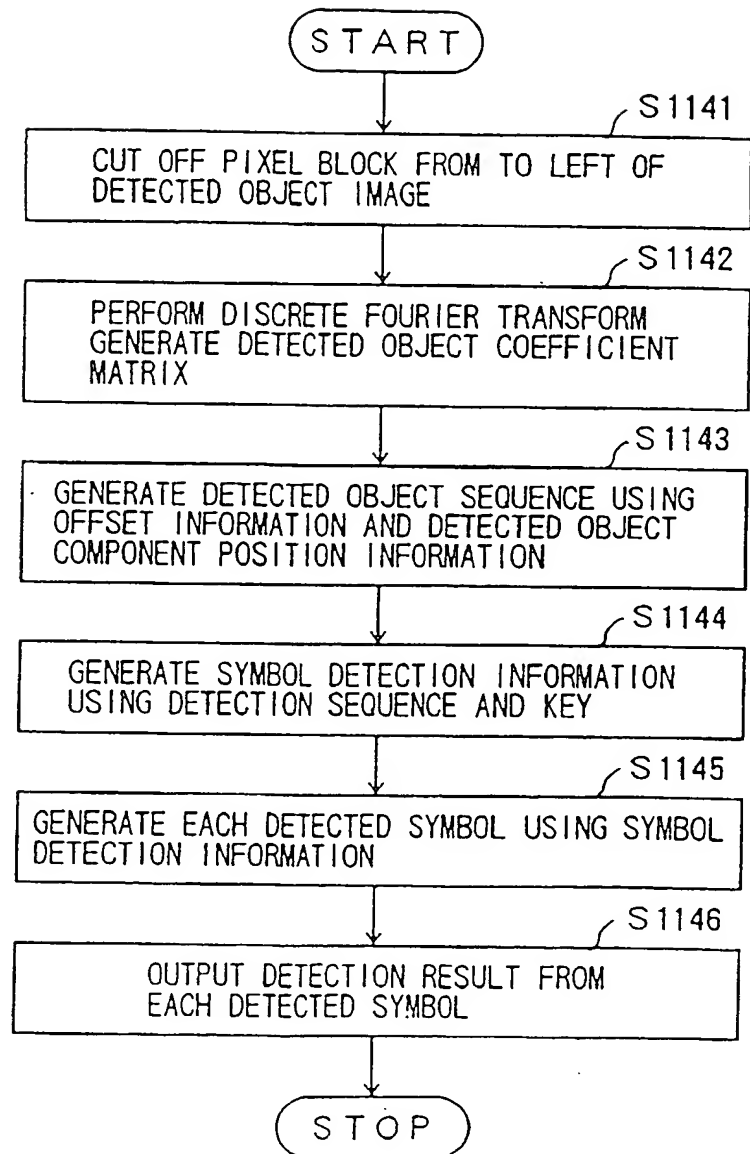 START
S1141
CUT OFF PIXEL BLOCK FROM TO LEFT OF
DETECTED OBJECT IMAGE
S1142
PERFORM DISCRETE FOURIER TRANSFORM
GENERATE DETECTED OBJECT COEFFICIENT
MATRIX
S1143
GENERATE DETECTED OBJECT SEQUENCE USING
OFFSET INFORMATION AND DETECTED OBJECT
COMPONENT POSITION INFORMATION
S1144
GENERATE SYMBOL DETECTION INFORMATION
USING DETECTION SEQUENCE AND KEY
S1145
GENERATE EACH DETECTED SYMBOL USING SYMBOL
DETECTION INFORMATION
S1146
OUTPUT DETECTION RESULT FROM
EACH DETECTED SYMBOL
STOP